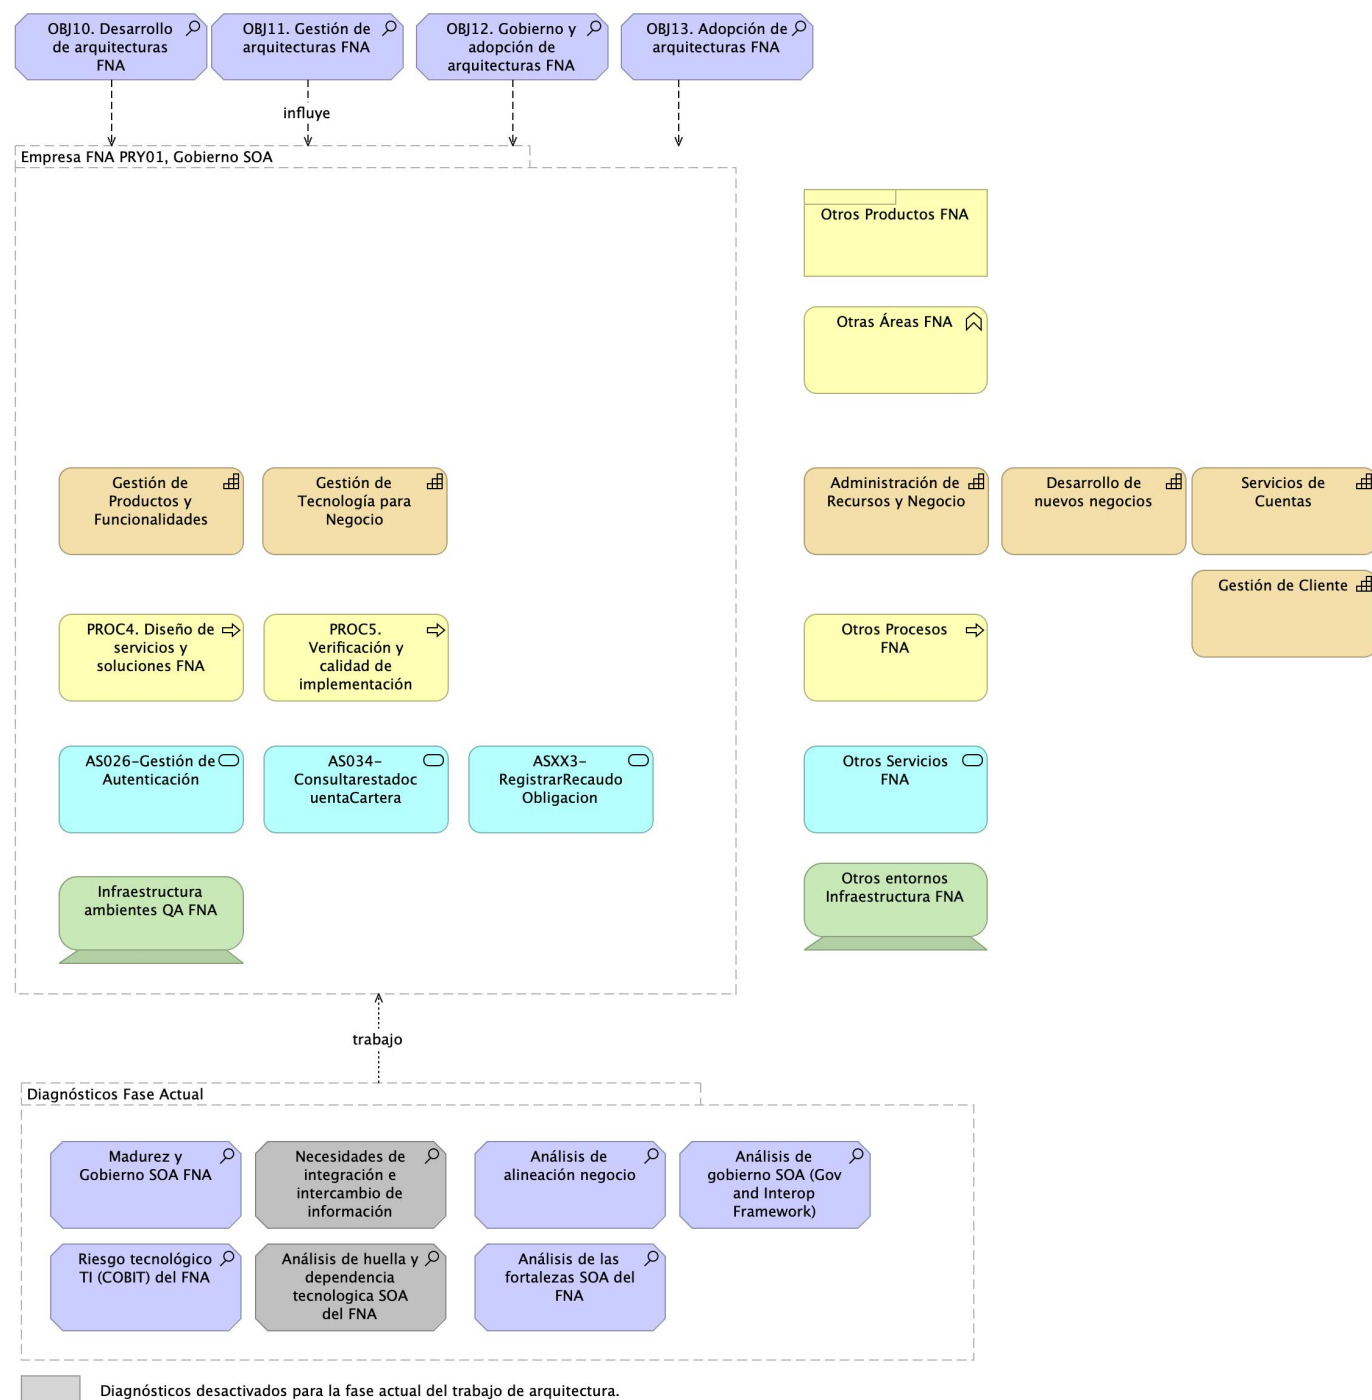 OBJ10. Desarrollo
de arquitecturas
FNA
OBJ11. Gestión de
arquitecturas FNA
OBJ12. Gobierno y
adopción de
arquitecturas FNA
OBJ13. Adopción de
arquitecturas FNA
influye
Empresa FNA PRY01, Gobierno SOA
Otros Productos FNA
Otras Áreas FNA
Gestión de
Productos y
Funcionalidades
Gestión de
Tecnología para
Negocio
Administración de
Recursos y Negocio
Desarrollo de
nuevos negocios
Servicios de
Cuentas
Gestión de Cliente
PROC4. Diseño de
servicios y
soluciones FNA
PROC5.
Verificación y
calidad de
implementación
Otros Procesos
FNA
AS026-Gestión de
Autenticación
AS034-
Consultarestadoc
uentaCartera
ASXX3-
RegistrarRecaudo
Obligacion
Otros Servicios
FNA
Infraestructura
ambientes QA FNA
Otros entornos
Infraestructura FNA
trabajo
Diagnósticos Fase Actual
Madurez y
Gobierno SOA FNA
Necesidades de
integración e
intercambio de
información
Análisis de
alineación negocio
Análisis de
gobierno SOA (Gov
and Interop
Framework)
Riesgo tecnológico
TI (COBIT) del FNA
Análisis de huella y
dependencia
tecnologica SOA
del FNA
Análisis de las
fortalezas SOA del
FNA
Diagnósticos desactivados para la fase actual del trabajo de arquitectura.